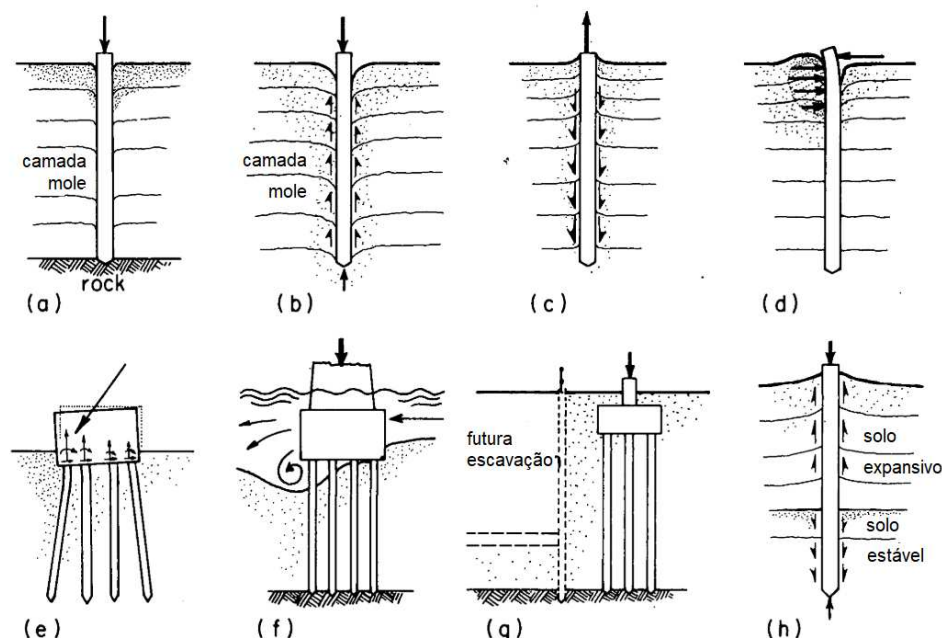 camada
mole
rock
(a)
camada
mole
(b)
(c)
(d)
(e)
(f)
futura
escavação
(g)
solo
expansivo
solo
estável
(h)